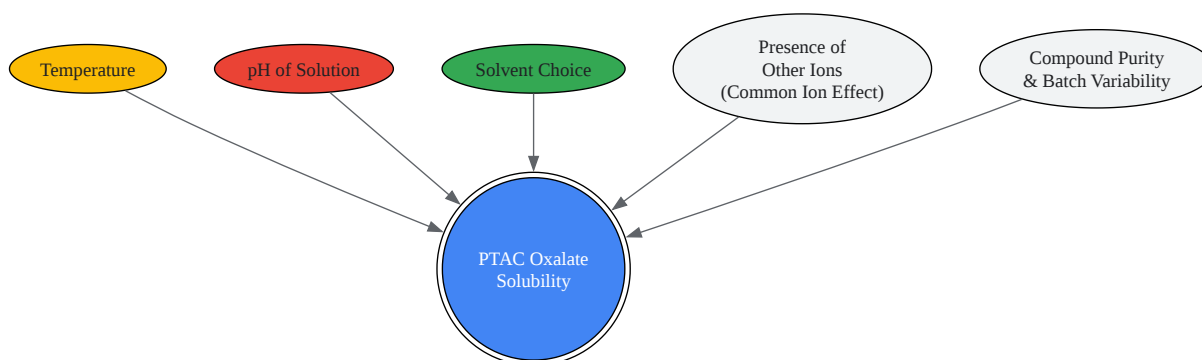 Temperature
pH of Solution
Solvent Choice
Presence of
Other Ions
(Common Ion Effect)
Compound Purity
& Batch Variability
PTAC Oxalate
Solubility